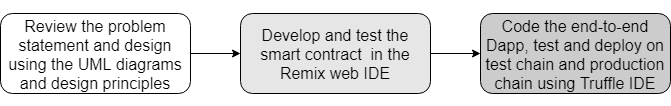 Review the problem
statement and design
using the UML diagrams
and design principles
Develop and test the
smart contract in the
Remix web IDE
Code the end-to-end
Dapp, test and deploy on
test chain and production
chain using Truffle IDE